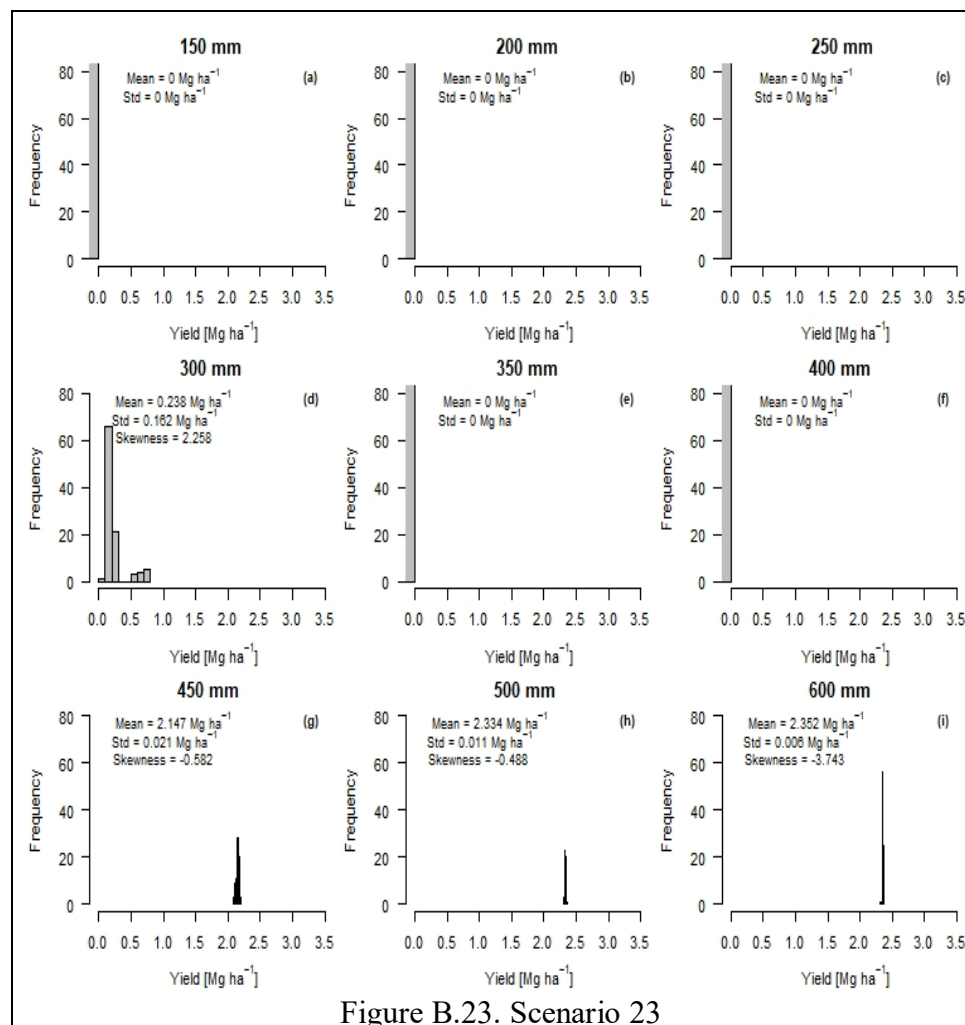 150 mm
Mean = 0 Mg ha⁻¹
Std = 0 Mg ha⁻¹
(a)
Frequency
80
60
40
20
0
0.0 0.5 1.0 1.5 2.0 2.5 3.0 3.5
Yield [Mg ha⁻¹]
200 mm
Mean = 0 Mg ha⁻¹
Std = 0 Mg ha⁻¹
(b)
Frequency
80
60
40
20
0
0.0 0.5 1.0 1.5 2.0 2.5 3.0 3.5
Yield [Mg ha⁻¹]
250 mm
Mean = 0 Mg ha⁻¹
Std = 0 Mg ha⁻¹
(c)
Frequency
80
60
40
20
0
0.0 0.5 1.0 1.5 2.0 2.5 3.0 3.5
Yield [Mg ha⁻¹]
300 mm
Mean = 0.238 Mg ha⁻¹
Std = 0.162 Mg ha⁻¹
Skewness = 2.258
(d)
Frequency
80
60
40
20
0
0.0 0.5 1.0 1.5 2.0 2.5 3.0 3.5
Yield [Mg ha⁻¹]
350 mm
Mean = 0 Mg ha⁻¹
Std = 0 Mg ha⁻¹
(e)
Frequency
80
60
40
20
0
0.0 0.5 1.0 1.5 2.0 2.5 3.0 3.5
Yield [Mg ha⁻¹]
400 mm
Mean = 0 Mg ha⁻¹
Std = 0 Mg ha⁻¹
(f)
Frequency
80
60
40
20
0
0.0 0.5 1.0 1.5 2.0 2.5 3.0 3.5
Yield [Mg ha⁻¹]
450 mm
Mean = 2.147 Mg ha⁻¹
Std = 0.021 Mg ha⁻¹
Skewness = -0.582
(g)
Frequency
80
60
40
20
0
0.0 0.5 1.0 1.5 2.0 2.5 3.0 3.5
Yield [Mg ha⁻¹]
500 mm
Mean = 2.334 Mg ha⁻¹
Std = 0.011 Mg ha⁻¹
Skewness = -0.488
(h)
Frequency
80
60
40
20
0
0.0 0.5 1.0 1.5 2.0 2.5 3.0 3.5
Yield [Mg ha⁻¹]
600 mm
Mean = 2.352 Mg ha⁻¹
Std = 0.006 Mg ha⁻¹
Skewness = -3.743
(i)
Frequency
80
60
40
20
0
0.0 0.5 1.0 1.5 2.0 2.5 3.0 3.5
Yield [Mg ha⁻¹]
Figure B.23. Scenario 23